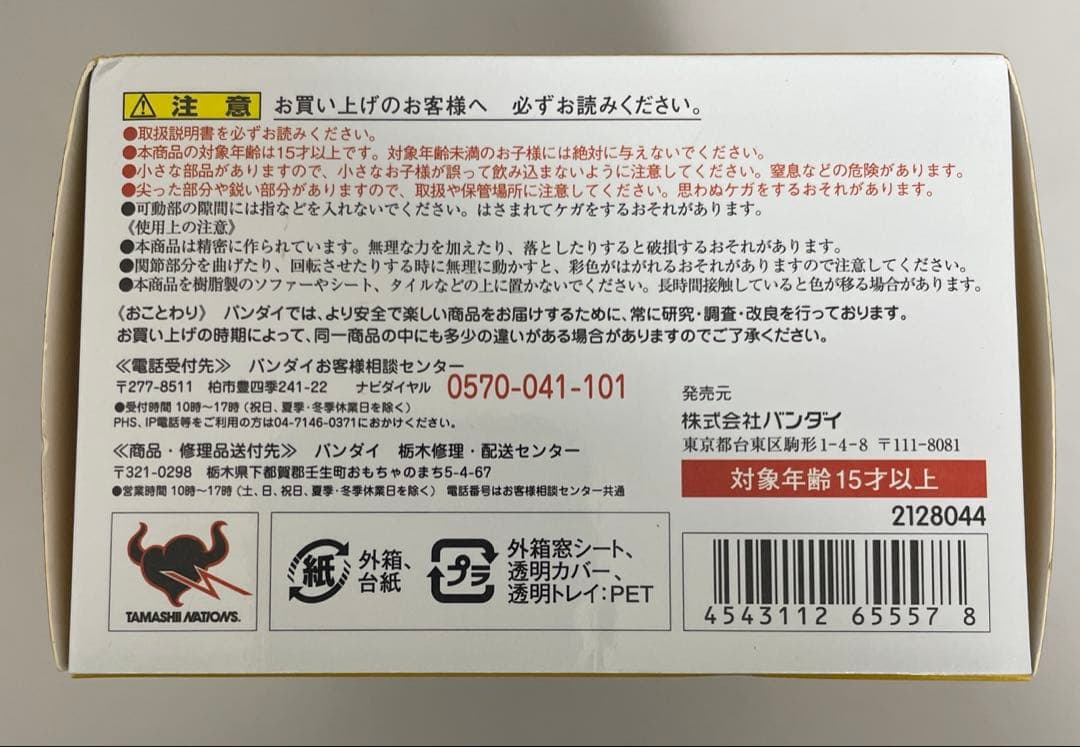 注意 お買い上げのお客様へ 必ずお読みください。
●取扱説明書を必ずお読みください。
●本商品の対象年齢は15才以上です。対象年齢未満のお子様には絶対に与えないでください。
●小さな部品がありますので、小さなお子様が誤って飲み込まないように注意してください。窒息などの危険があります。
●尖った部分や鋭い部分がありますので、取扱や保管場所に注意してください。思わぬケガをするおそれがあります。
●可動部の隙間には指などを入れないでください。はさまれてケガをするおそれがあります。
《使用上の注意》
●本商品は精密に作られています。無理な力を加えたり、落としたりすると破損するおそれがあります。
●関節部分を曲げたり、回転させたりする時に無理に動かすと、彩色がはがれるおそれがありますので注意してください。
●本商品を樹脂製のソファーやシート、タイルなどの上に置かないでください。長時間接触していると色が移る場合があります。
《おことわり》 バンダイでは、より安全で楽しい商品をお届けするために、常に研究・調査・改良を行っております。
お買い上げの時期によって、同一商品の中にも多少の違いがある場合がありますのでご了承ください。
≪電話受付先≫ バンダイお客様相談センター
〒277-8511 柏市豊四季241-22 ナビダイヤル 0570-041-101
●受付時間 10時〜17時 (祝日、夏季・冬季休業日を除く)
PHS、IP電話等をご利用の方は04-7146-0371におかけください。
≪商品・修理品送付先≫ バンダイ 栃木修理・配送センター
〒321-0298 栃木県下都賀郡壬生町おもちゃのまち5-4-67
●営業時間 10時〜17時 (土、日、祝日、夏季・冬季休業日を除く) 電話番号はお客様相談センター共通
発売元
株式会社バンダイ
東京都台東区駒形1-4-8 〒111-8081
対象年齢15才以上
2128044
TAMASHII NATIONS.
紙 外箱、
台紙
プラ 外箱窓シート、
透明カバー、
透明トレイ:PET
4543112 65557 8